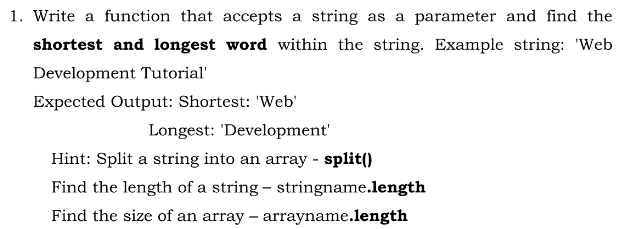 1. Write a function that accepts a string as a parameter and find the
shortest and longest word within the string. Example string: 'Web
Development Tutorial'
Expected Output: Shortest: 'Web'
Longest: 'Development'
Hint: Split a string into an array - split()
Find the length of a string – stringname.length
Find the size of an array – arrayname.length